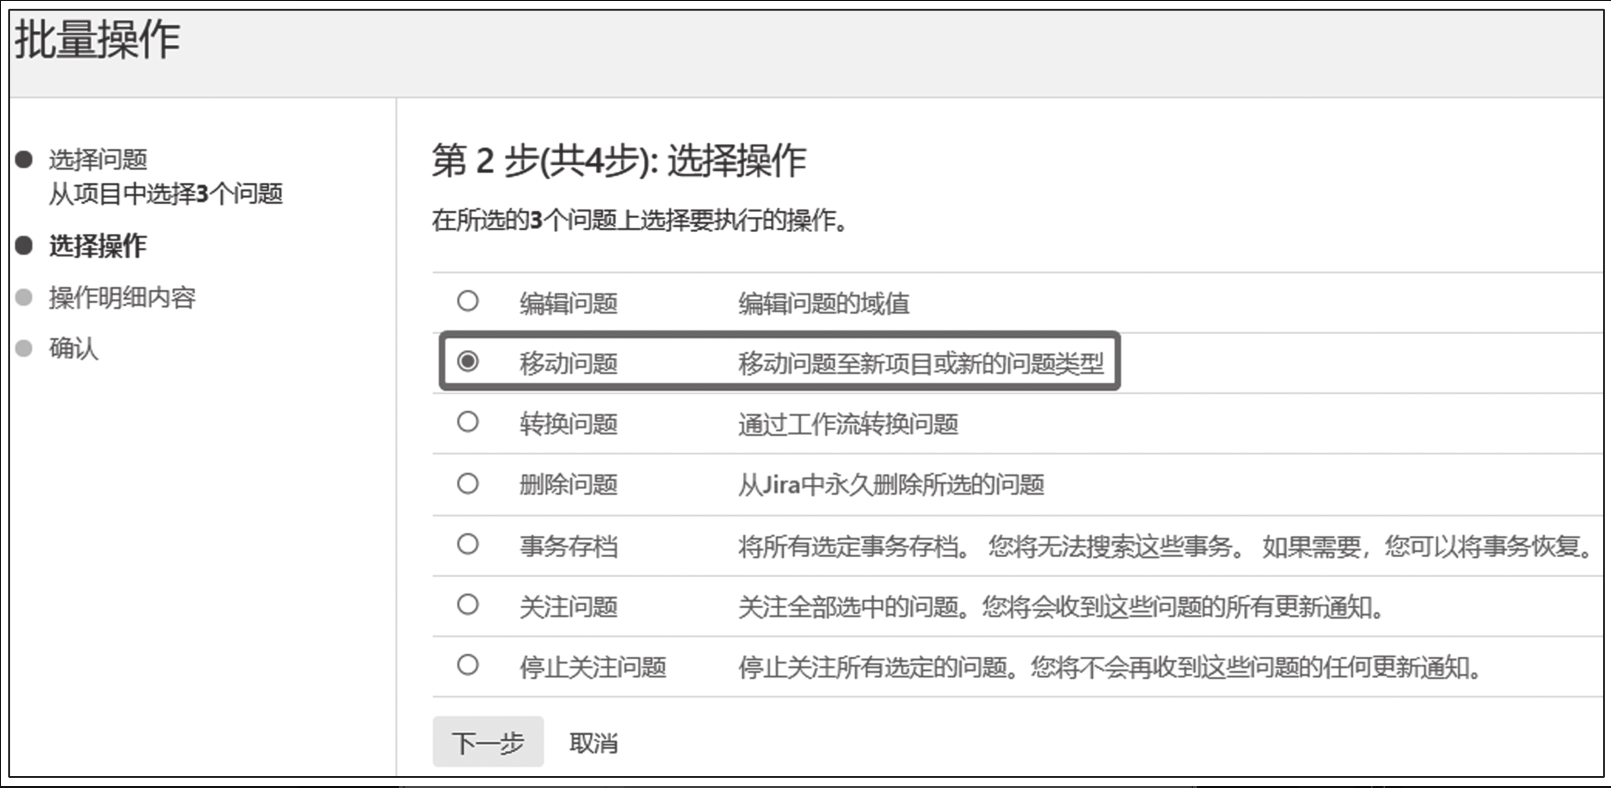 批量操作
选择问题
从项目中选择3个问题
选择操作
操作明细内容
确认
第 2 步(共4步): 选择操作
在所选的3个问题上选择要执行的操作。
编辑问题 编辑问题的域值
移动问题 移动问题至新项目或新的问题类型
转换问题 通过工作流转换问题
删除问题 从Jira中永久删除所选的问题
事务存档 将所有选定事务存档。 您将无法搜索这些事务。 如果需要，您可以将事务恢复。
关注问题 关注全部选中的问题。您将会收到这些问题的所有更新通知。
停止关注问题 停止关注所有选定的问题。您将不会再收到这些问题的任何更新通知。
下一步 取消